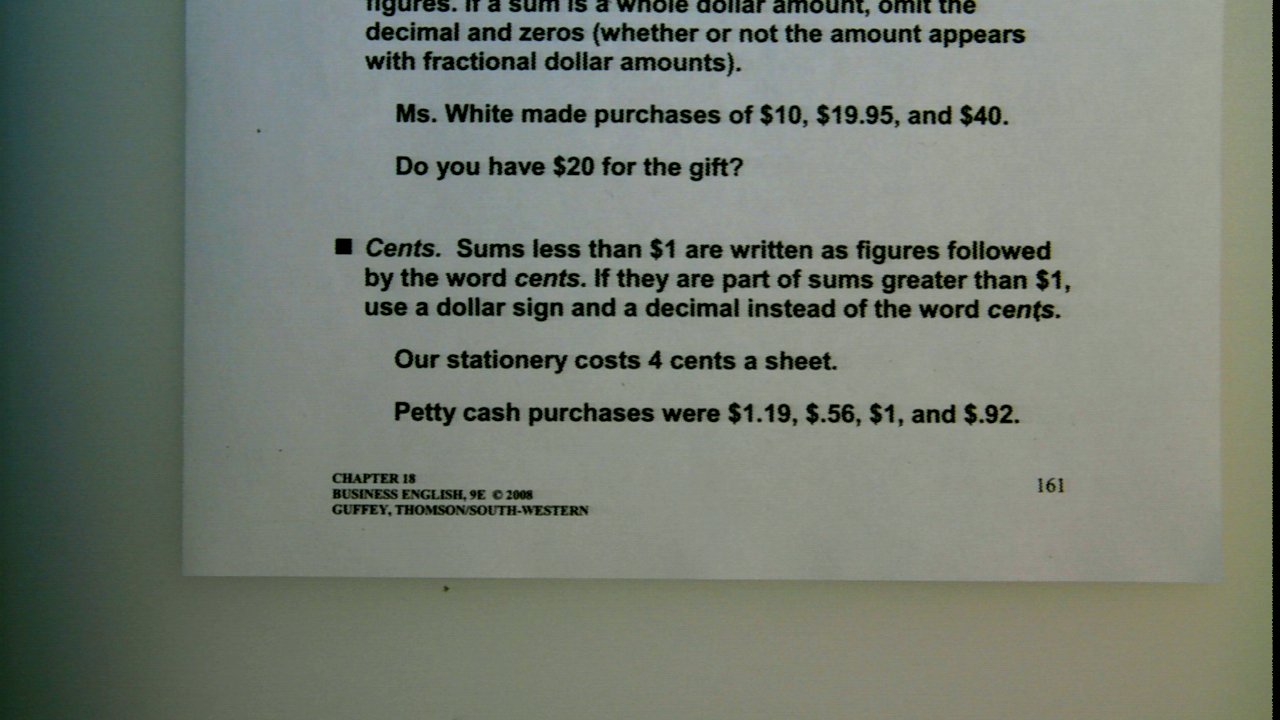 figures. If a sum is a whole dollar amount, omit the
decimal and zeros (whether or not the amount appears
with fractional dollar amounts).
Ms. White made purchases of $10, $19.95, and $40.
Do you have $20 for the gift?
■ Cents. Sums less than $1 are written as figures followed
by the word cents. If they are part of sums greater than $1,
use a dollar sign and a decimal instead of the word cents.
Our stationery costs 4 cents a sheet.
Petty cash purchases were $1.19, $.56, $1, and $.92.
CHAPTER 18
BUSINESS ENGLISH, 9E © 2008
GUFFEY, THOMSON/SOUTH-WESTERN
161